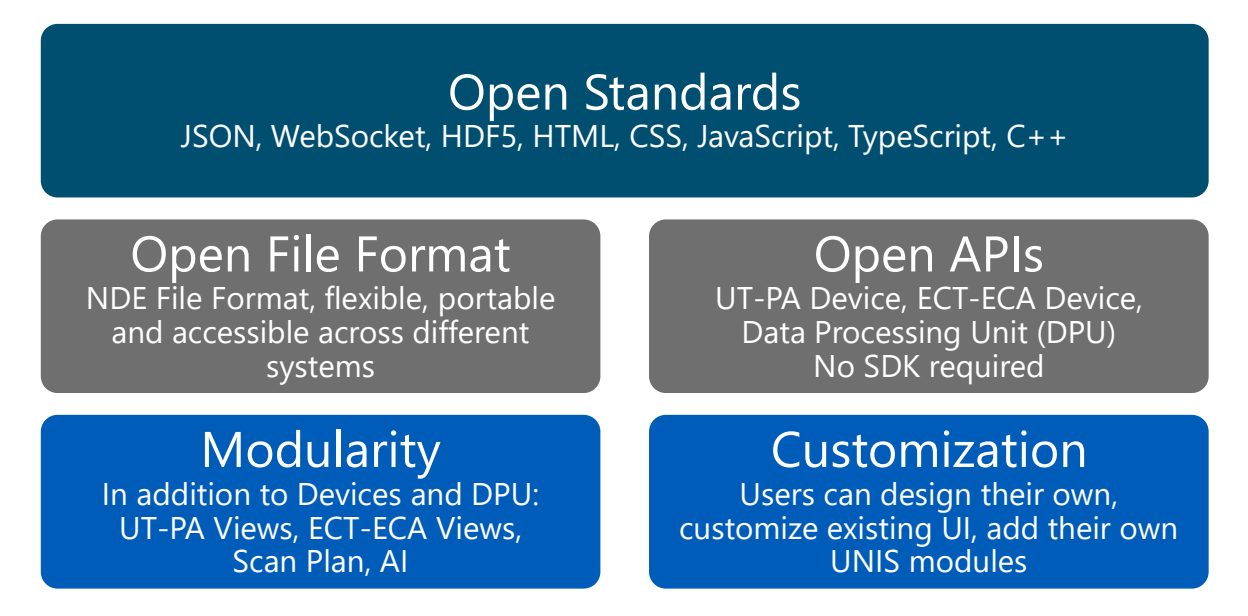 Open Standards
JSON, WebSocket, HDF5, HTML, CSS, JavaScript, TypeScript, C++
Open File Format
NDE File Format, flexible, portable
and accessible across different
systems
Open APIs
UT-PA Device, ECT-ECA Device,
Data Processing Unit (DPU)
No SDK required
Modularity
In addition to Devices and DPU:
UT-PA Views, ECT-ECA Views,
Scan Plan, AI
Customization
Users can design their own,
customize existing UI, add their own
UNIS modules